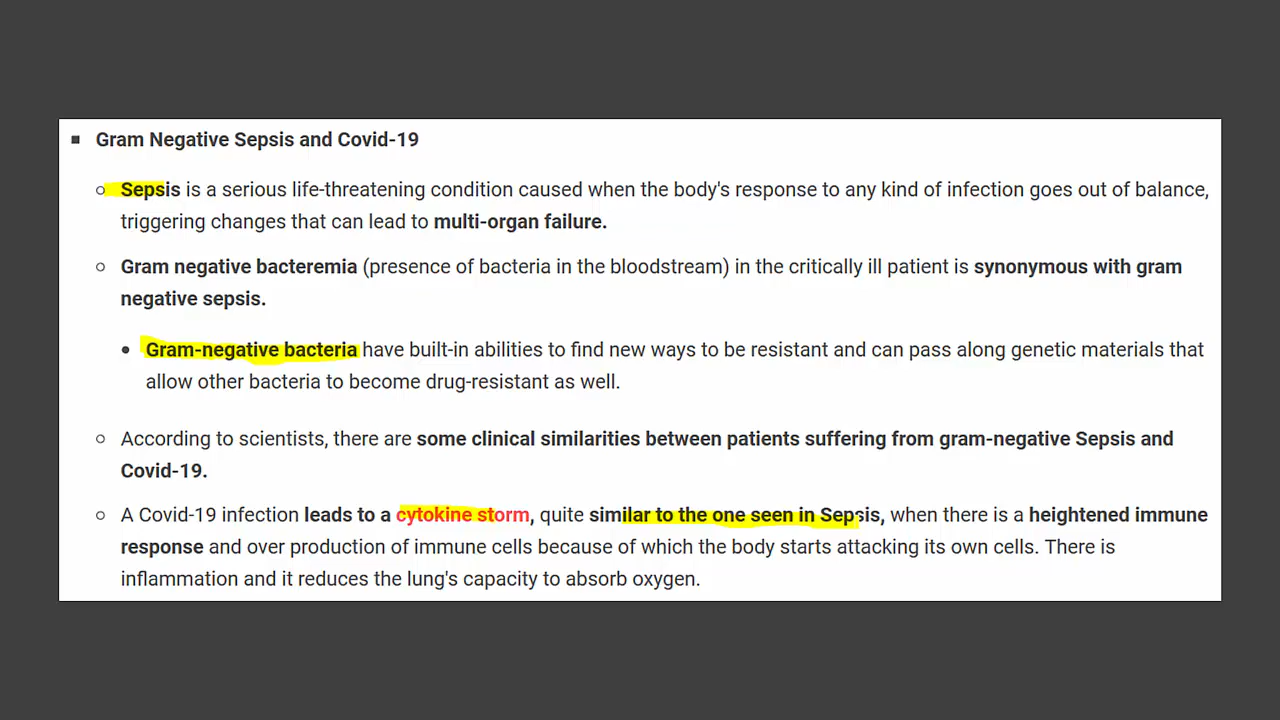 Gram Negative Sepsis and Covid-19
Sepsis is a serious life-threatening condition caused when the body's response to any kind of infection goes out of balance,
triggering changes that can lead to multi-organ failure.
Gram negative bacteremia (presence of bacteria in the bloodstream) in the critically ill patient is synonymous with gram
negative sepsis.
Gram-negative bacteria have built-in abilities to find new ways to be resistant and can pass along genetic materials that
allow other bacteria to become drug-resistant as well.
According to scientists, there are some clinical similarities between patients suffering from gram-negative Sepsis and
Covid-19.
A Covid-19 infection leads to a cytokine storm, quite similar to the one seen in Sepsis, when there is a heightened immune
response and over production of immune cells because of which the body starts attacking its own cells. There is
inflammation and it reduces the lung's capacity to absorb oxygen.